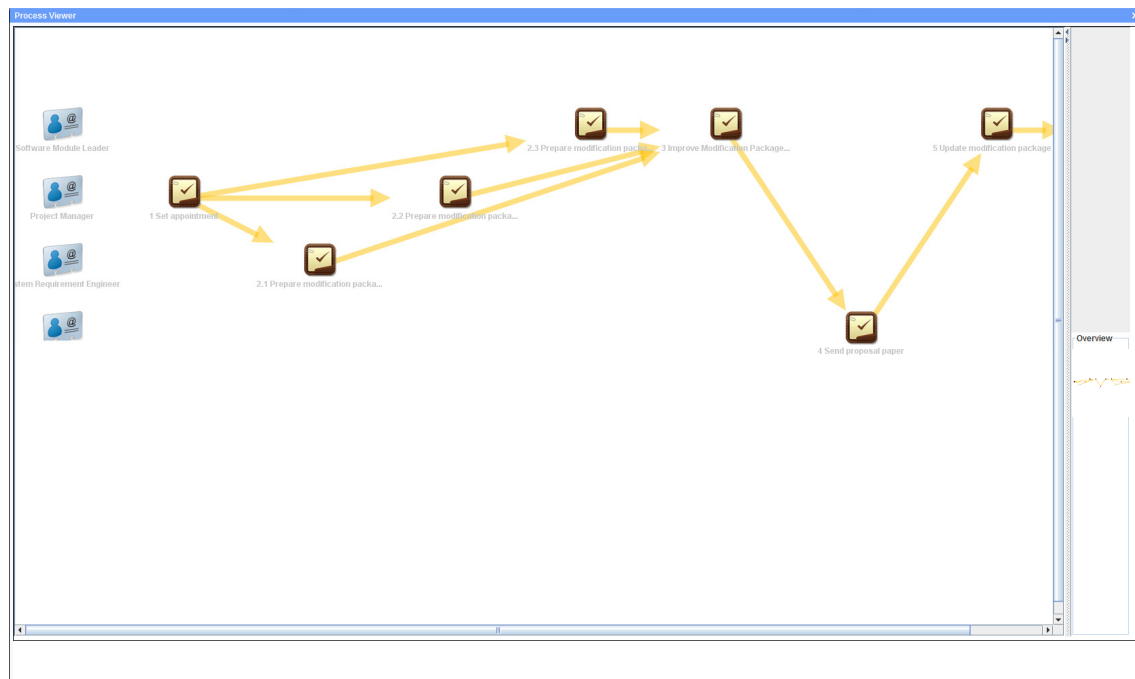 Process Viewer
Software Module Leader
2.3 Prepare modification packa...
3 Improve Modification Package...
5 Update modification package
Project Manager
1 Set appointment
2.2 Prepare modification packa...
stem Requirement Engineer
2.1 Prepare modification packa...
Overview
4 Send proposal paper